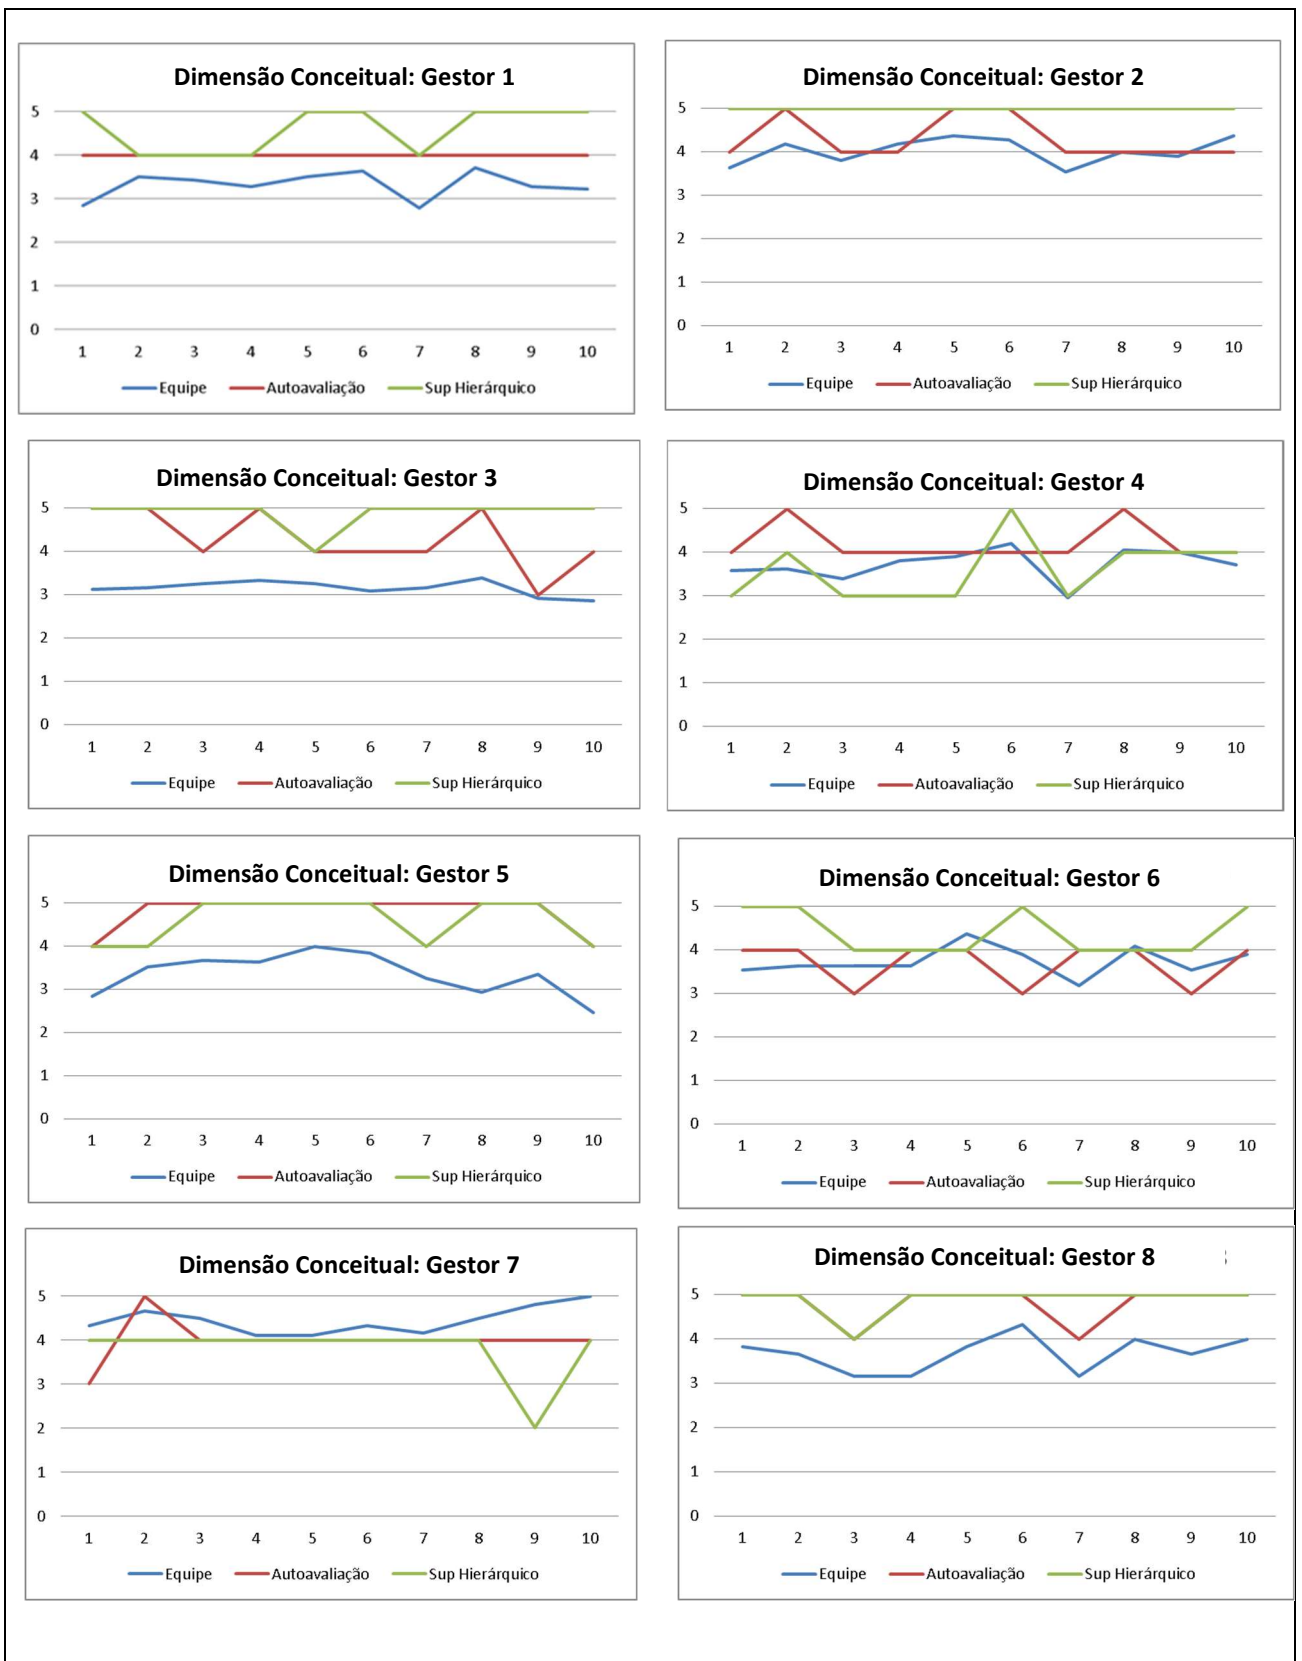 Dimensão Conceitual: Gestor 1
5
4
3
2
1
0
1 2 3 4 5 6 7 8 9 10
Equipe Autoavaliação Sup Hierárquico
Dimensão Conceitual: Gestor 2
5
4
3
2
1
0
1 2 3 4 5 6 7 8 9 10
Equipe Autoavaliação Sup Hierárquico
Dimensão Conceitual: Gestor 3
5
4
3
2
1
0
1 2 3 4 5 6 7 8 9 10
Equipe Autoavaliação Sup Hierárquico
Dimensão Conceitual: Gestor 4
5
4
3
2
1
0
1 2 3 4 5 6 7 8 9 10
Equipe Autoavaliação Sup Hierárquico
Dimensão Conceitual: Gestor 5
5
4
3
2
1
0
1 2 3 4 5 6 7 8 9 10
Equipe Autoavaliação Sup Hierárquico
Dimensão Conceitual: Gestor 6
5
4
3
2
1
0
1 2 3 4 5 6 7 8 9 10
Equipe Autoavaliação Sup Hierárquico
Dimensão Conceitual: Gestor 7
5
4
3
2
1
0
1 2 3 4 5 6 7 8 9 10
Equipe Autoavaliação Sup Hierárquico
Dimensão Conceitual: Gestor 8
5
4
3
2
1
0
1 2 3 4 5 6 7 8 9 10
Equipe Autoavaliação Sup Hierárquico